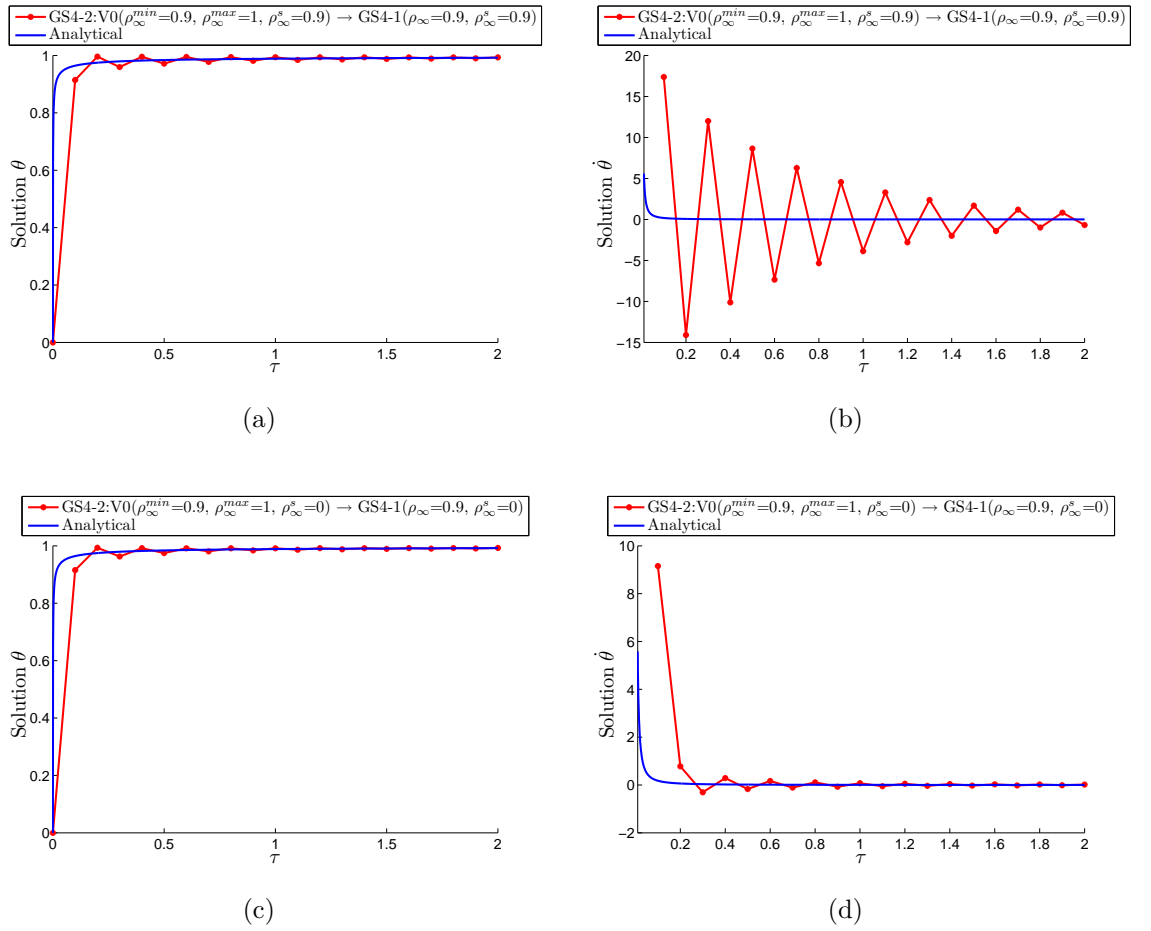 GS4-2:V0(ρ∞^min=0.9, ρ∞^max=1, ρ∞^s=0.9) → GS4-1(ρ∞=0.9, ρ∞^s=0.9)
Analytical
Solution θ
1
0.8
0.6
0.4
0.2
0
0 0.5 1 1.5 2
τ
(a)
GS4-2:V0(ρ∞^min=0.9, ρ∞^max=1, ρ∞^s=0.9) → GS4-1(ρ∞=0.9, ρ∞^s=0.9)
Analytical
Solution θ̇
20
15
10
5
0
−5
−10
−15
0.2 0.4 0.6 0.8 1 1.2 1.4 1.6 1.8 2
τ
(b)
GS4-2:V0(ρ∞^min=0.9, ρ∞^max=1, ρ∞^s=0) → GS4-1(ρ∞=0.9, ρ∞^s=0)
Analytical
Solution θ
1
0.8
0.6
0.4
0.2
0
0 0.5 1 1.5 2
τ
(c)
GS4-2:V0(ρ∞^min=0.9, ρ∞^max=1, ρ∞^s=0) → GS4-1(ρ∞=0.9, ρ∞^s=0)
Analytical
Solution θ̇
10
8
6
4
2
0
−2
0.2 0.4 0.6 0.8 1 1.2 1.4 1.6 1.8 2
τ
(d)